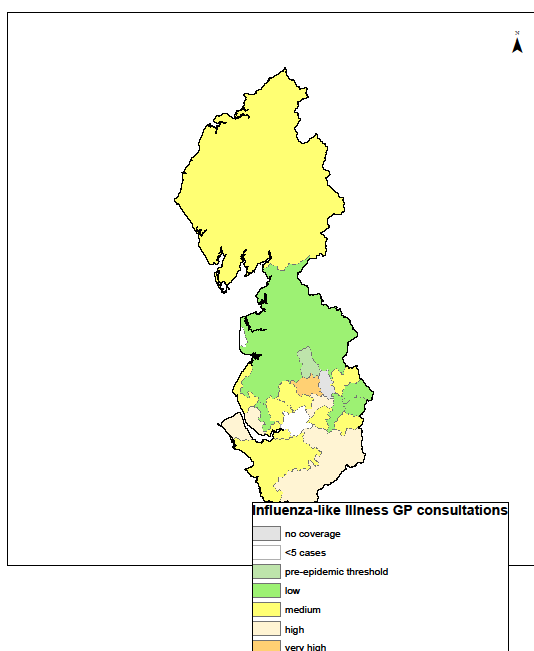 N
Influenza-like Illness GP consultations
no coverage
<5 cases
pre-epidemic threshold
low
medium
high
very high